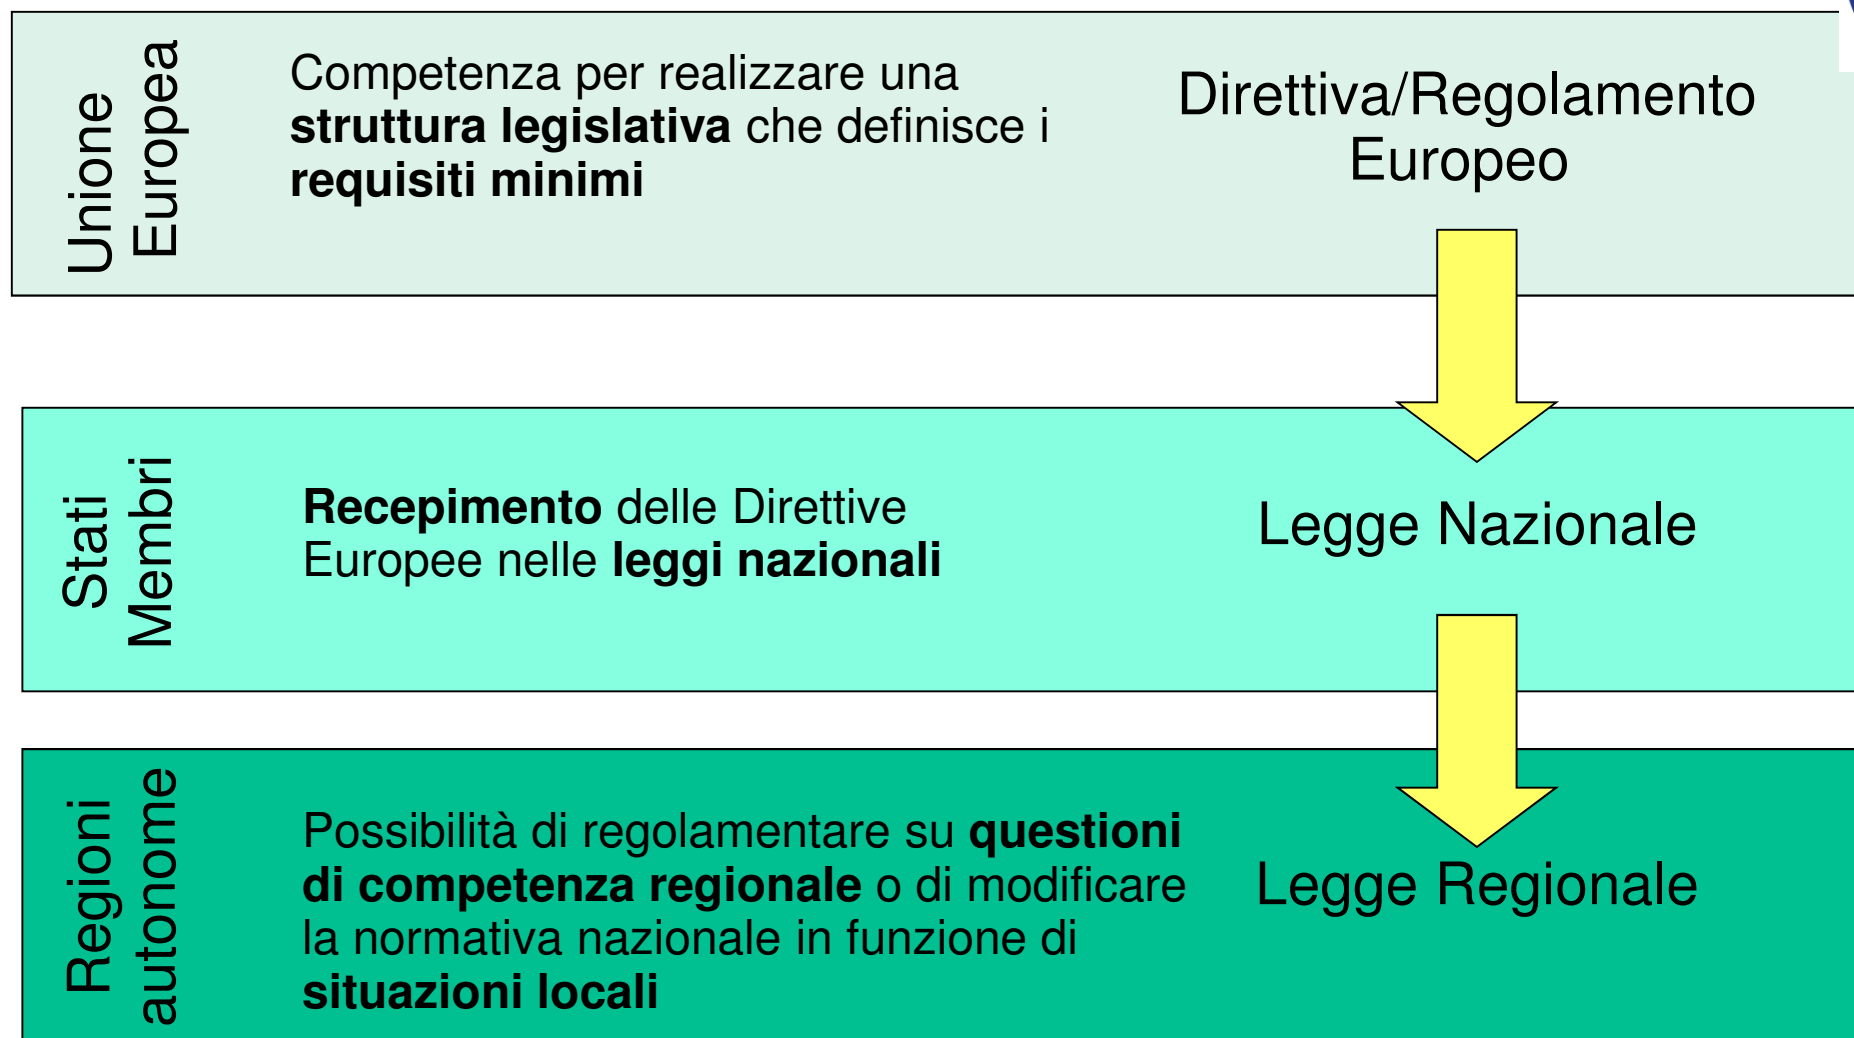 Unione
Europea
Competenza per realizzare una
struttura legislativa che definisce i
requisiti minimi
Direttiva/Regolamento
Europeo
Stati
Membri
Recepimento delle Direttive
Europee nelle leggi nazionali
Legge Nazionale
Regioni
autonome
Possibilità di regolamentare su questioni
di competenza regionale o di modificare
la normativa nazionale in funzione di
situazioni locali
Legge Regionale